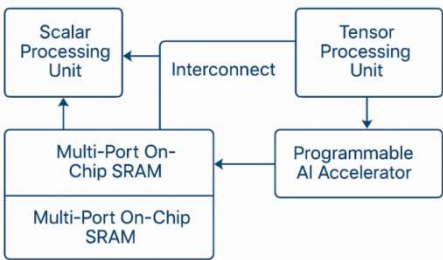 Scalar
Processing
Unit
Interconnect
Tensor
Processing
Unit
Multi-Port On-
Chip SRAM
Multi-Port On-Chip
SRAM
Programmable
AI Accelerator